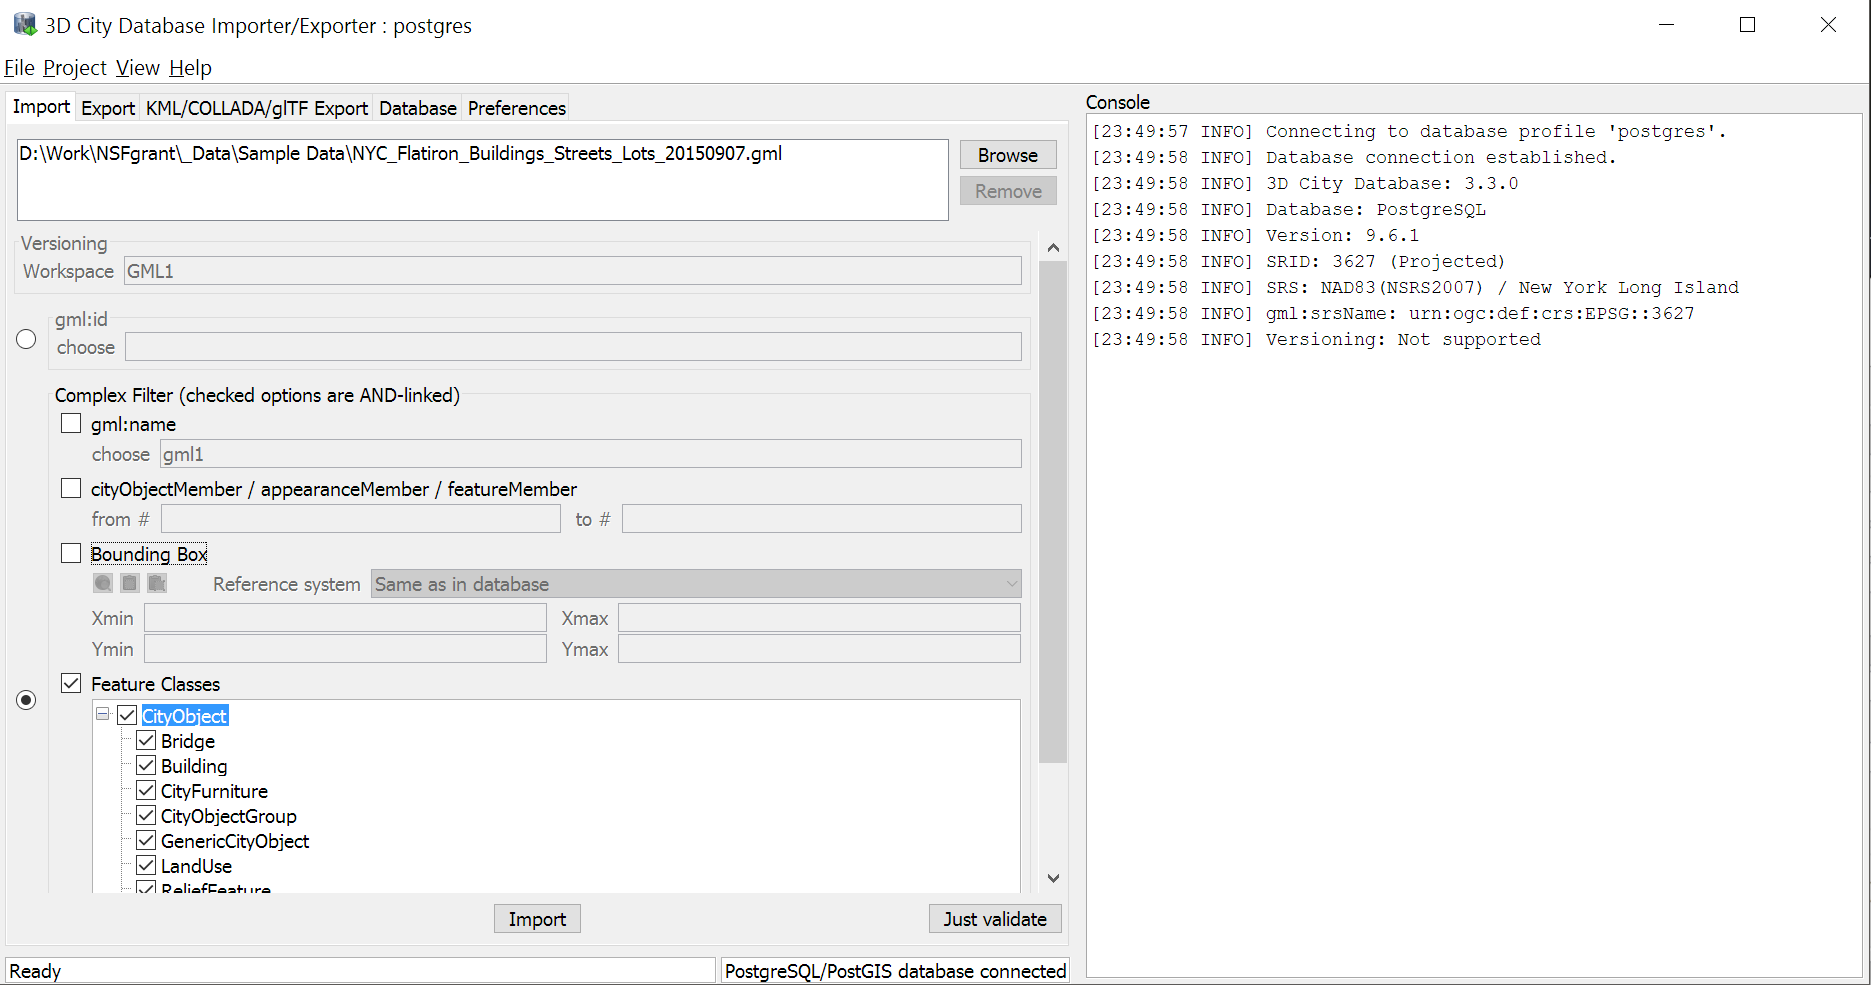 3D City Database Importer/Exporter : postgres
File Project View Help
Import Export KML/COLLADA/glTF Export Database Preferences
D:\Work\NSFgrant\_Data\Sample Data\NYC_Flatiron_Buildings_Streets_Lots_20150907.gml
Browse
Remove
Versioning
Workspace GML1
gml:id
choose
Complex Filter (checked options are AND-linked)
gml:name
choose gml1
cityObjectMember / appearanceMember / featureMember
from # to #
Bounding Box
Reference system Same as in database
Xmin Xmax
Ymin Ymax
Feature Classes
CityObject
Bridge
Building
CityFurniture
CityObjectGroup
GenericCityObject
LandUse
ReliefFeature
Import Just validate
Ready PostgreSQL/PostGIS database connected
Console
[23:49:57 INFO] Connecting to database profile 'postgres'.
[23:49:58 INFO] Database connection established.
[23:49:58 INFO] 3D City Database: 3.3.0
[23:49:58 INFO] Database: PostgreSQL
[23:49:58 INFO] Version: 9.6.1
[23:49:58 INFO] SRID: 3627 (Projected)
[23:49:58 INFO] SRS: NAD83(NSRS2007) / New York Long Island
[23:49:58 INFO] gml:srsName: urn:ogc:def:crs:EPSG::3627
[23:49:58 INFO] Versioning: Not supported